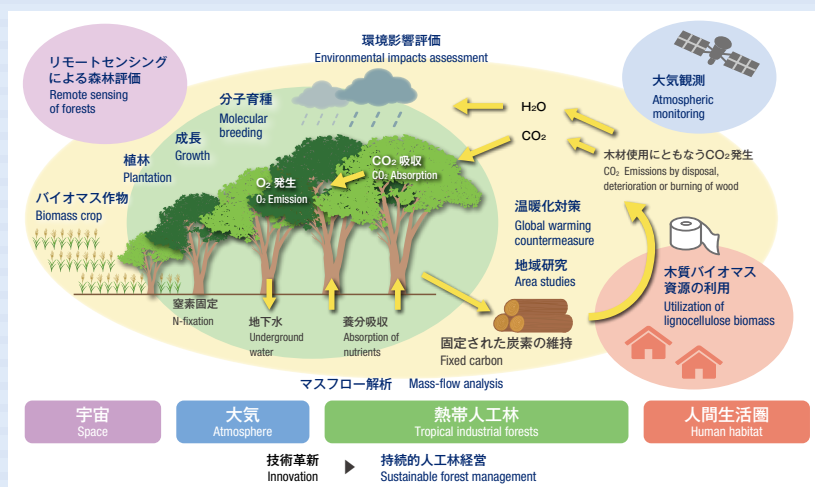 リモートセンシング
による森林評価
Remote sensing
of forests
環境影響評価
Environmental impacts assessment
大気観測
Atmospheric
monitoring
分子育種
Molecular
breeding
成長
Growth
植林
Plantation
バイオマス作物
Biomass crop
H₂O
CO₂
CO₂ 吸収
CO₂ Absorption
O₂ 発生
O₂ Emission
木材使用にともなうCO₂発生
CO₂ Emissions by disposal,
deterioration or burning of wood
温暖化対策
Global warming
countermeasure
地域研究
Area studies
木質バイオマス
資源の利用
Utilization of
lignocellulose biomass
窒素固定
N-fixation
地下水
Underground
water
養分吸収
Absorption of
nutrients
固定された炭素の維持
Fixed carbon
マスフロー解析 Mass-flow analysis
宇宙
Space
大気
Atmosphere
熱帯人工林
Tropical industrial forests
人間生活圏
Human habitat
技術革新 ▶ 持続的人工林経営
Innovation Sustainable forest management